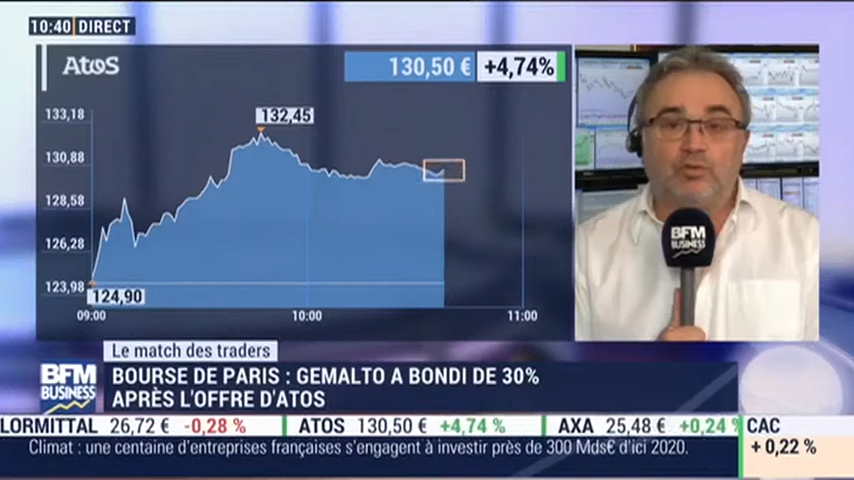 10:40 DIRECT
AtoS
130,50 € +4,74%
133,18
132,45
130,88
128,58
126,28
123,98
124,90
09:00 10:00 11:00
BFM
BUSINESS
Le match des traders
BFM
BUSINESS
BOURSE DE PARIS : GEMALTO A BONDI DE 30%
APRÈS L'OFFRE D'ATOS
LORMITTAL 26,72 € -0,28 % ATOS 130,50 € +4,74 % AXA 25,48 € +0,24 %
CAC
+ 0,22 %
Climat : une centaine d'entreprises françaises s'engagent à investir près de 300 Mds€ d'ici 2020.